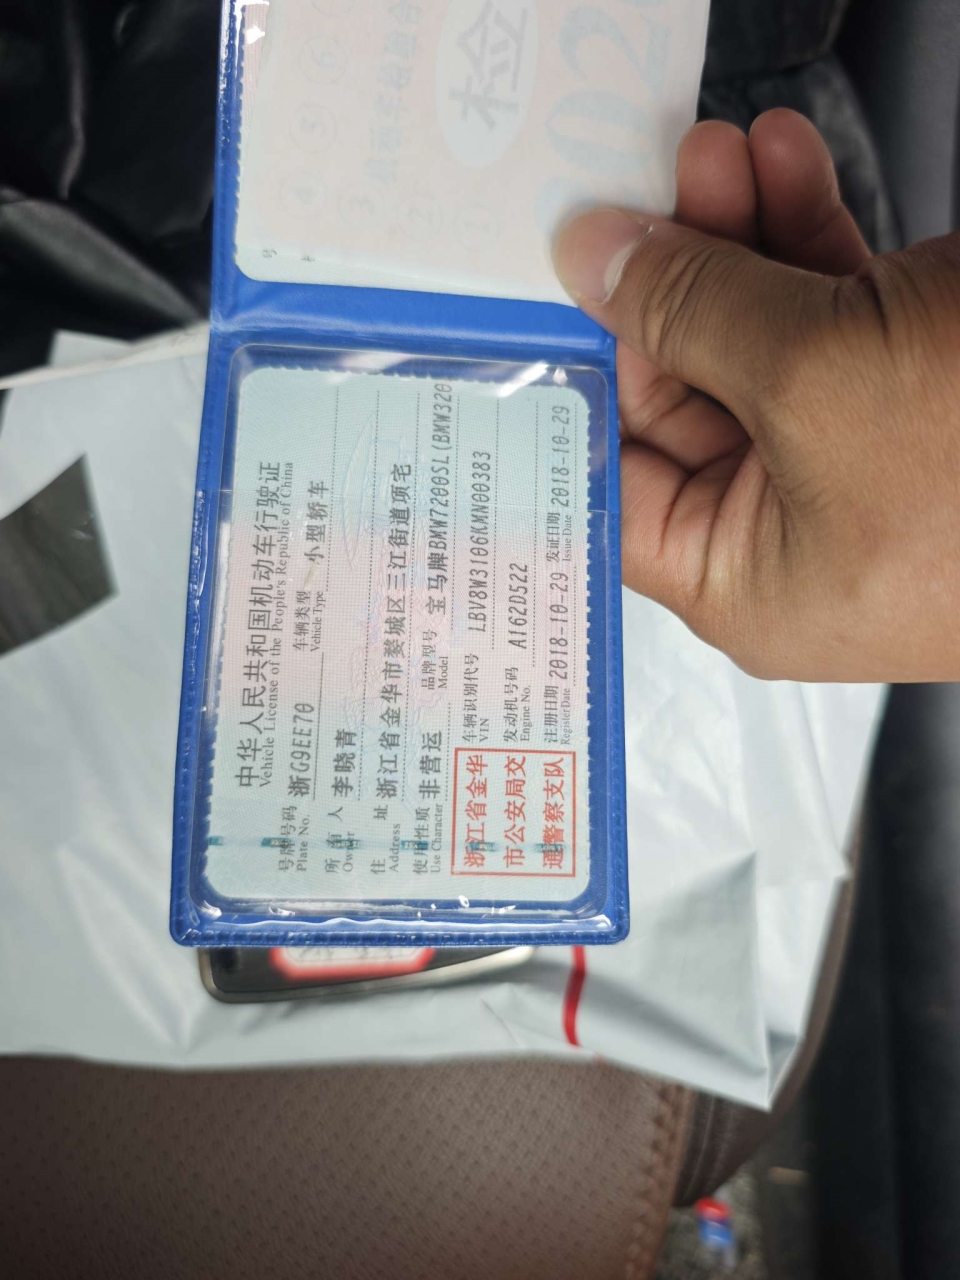 中华人民共和国机动车行驶证
Vehicle License of the People's Republic of China
号牌号码 浙G9EE70 车辆类型 小型轿车
Plate No. Vehicle Type
所有人 李晓青
Owner
住址 浙江省金华市婺城区三江街道项宅
Address
使用性质 非营运 品牌型号 宝马牌BMW7200SL(BMW320
Use Character Model
车辆识别代号 LBV8W3106KMN00383
VIN
发动机号码 A162D522
Engine No.
注册日期 2018-10-29 发证日期 2018-10-29
Register Date Issue Date
浙江省金华
市公安局交
通警察支队
检